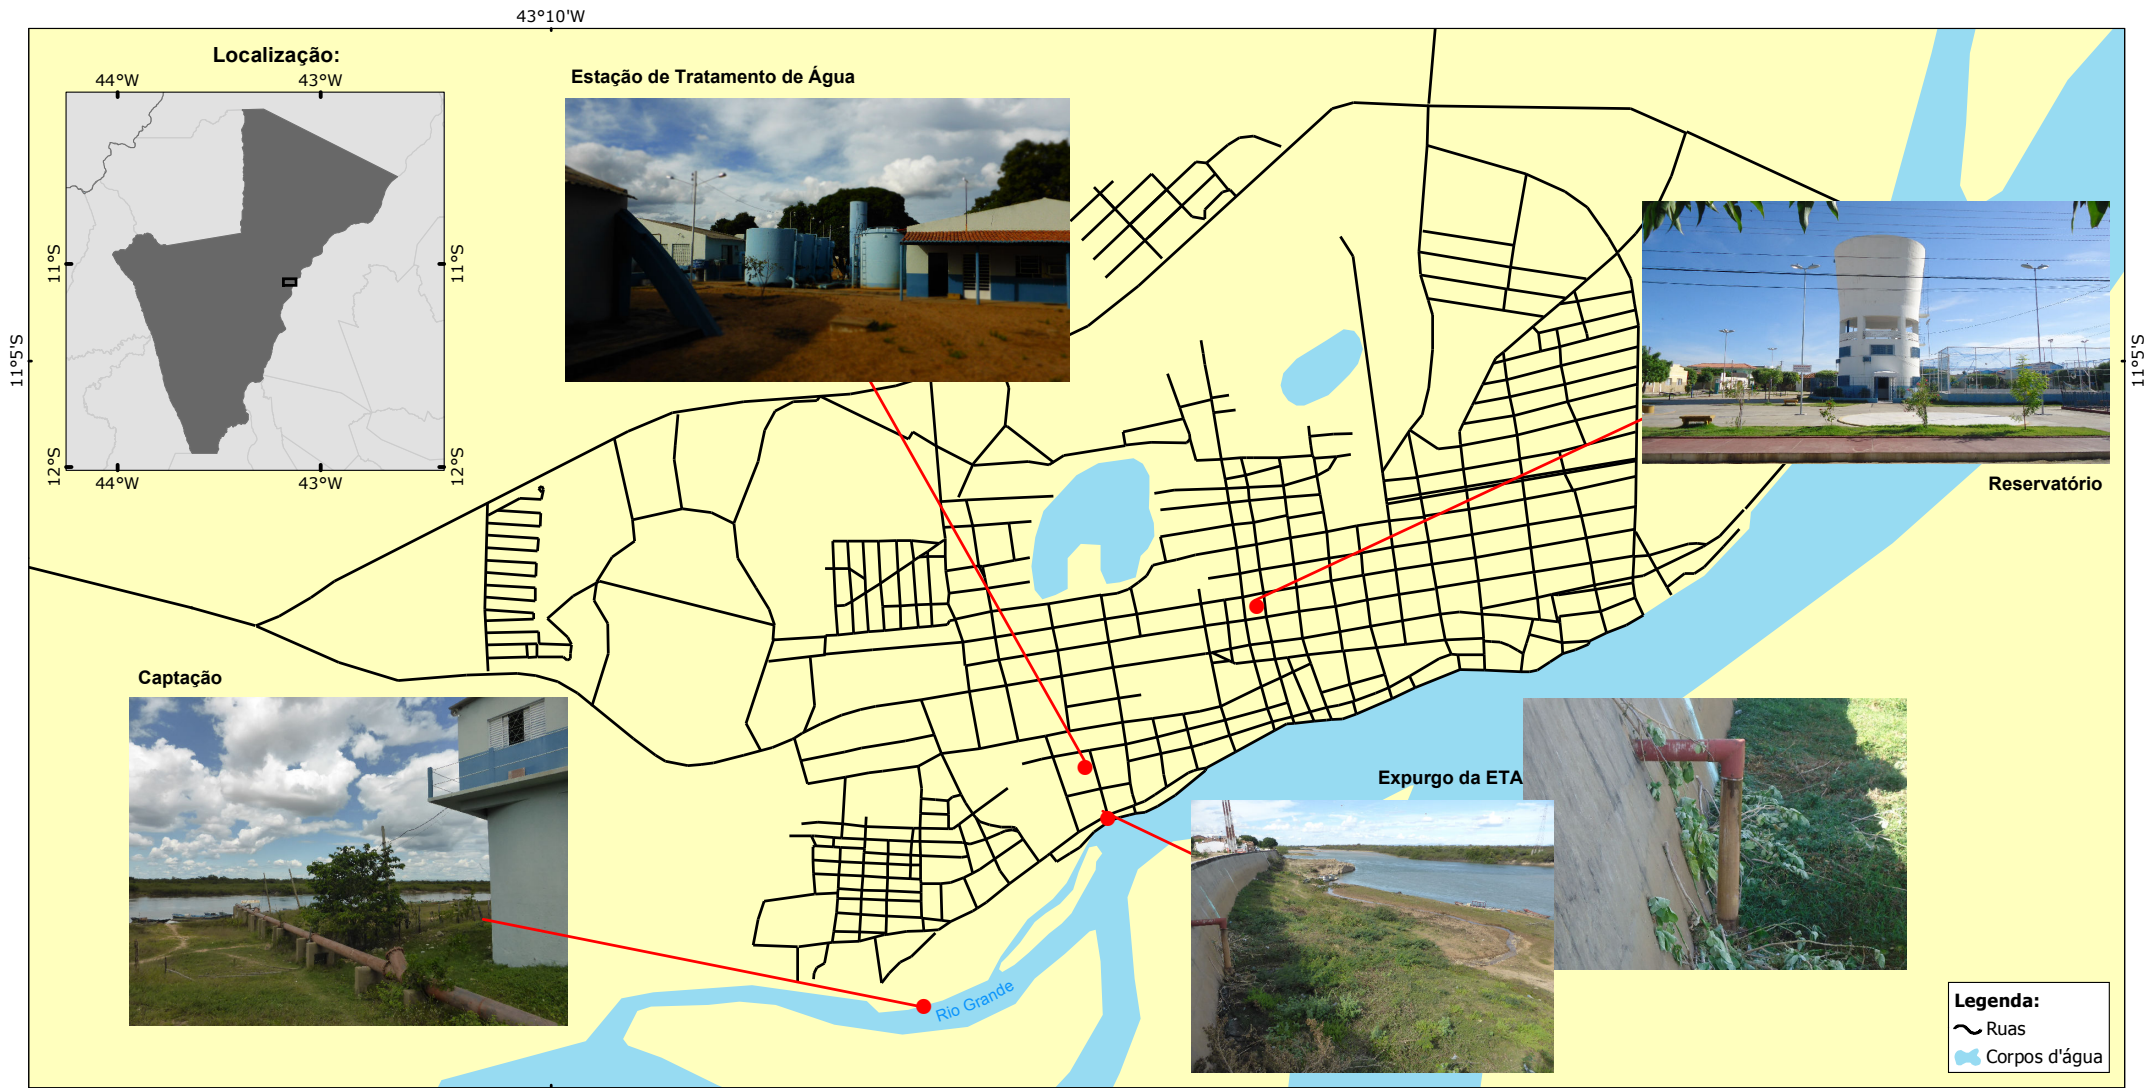 43°10'W
Localização:
44°W
43°W
11°S
11°S
12°S
12°S
44°W
43°W
11°5'S
11°5'S
Estação de Tratamento de Água
Reservatório
Captação
Expurgo da ETA
Rio Grande
Legenda:
Ruas
Corpos d'água